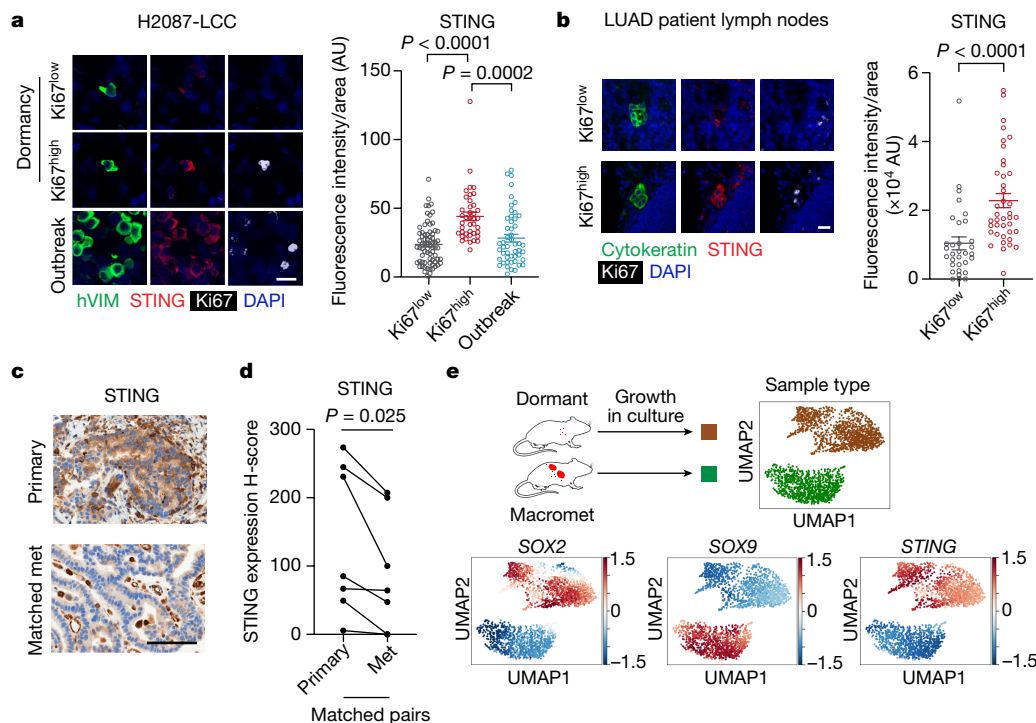 a
H2087-LCC
Dormancy
Ki67low
Ki67high
Outbreak
hVIM STING Ki67 DAPI
STING
P < 0.0001
P = 0.0002
Fluorescence intensity/area (AU)
150
100
50
0
Ki67low
Ki67high
Outbreak
b
LUAD patient lymph nodes
Ki67low
Ki67high
Cytokeratin STING
Ki67 DAPI
STING
P < 0.0001
Fluorescence intensity/area
(×10⁴ AU)
6
4
2
0
Ki67low
Ki67high
c
STING
Primary
Matched met
d
STING
P = 0.025
STING expression H-score
300
200
100
0
Primary
Met
Matched pairs
e
Dormant
Growth
in culture
Macromet
Sample type
UMAP2
UMAP1
SOX2
1.5
0
−1.5
UMAP2
UMAP1
SOX9
1.5
0
−1.5
UMAP2
UMAP1
STING
1.5
0
−1.5
UMAP2
UMAP1